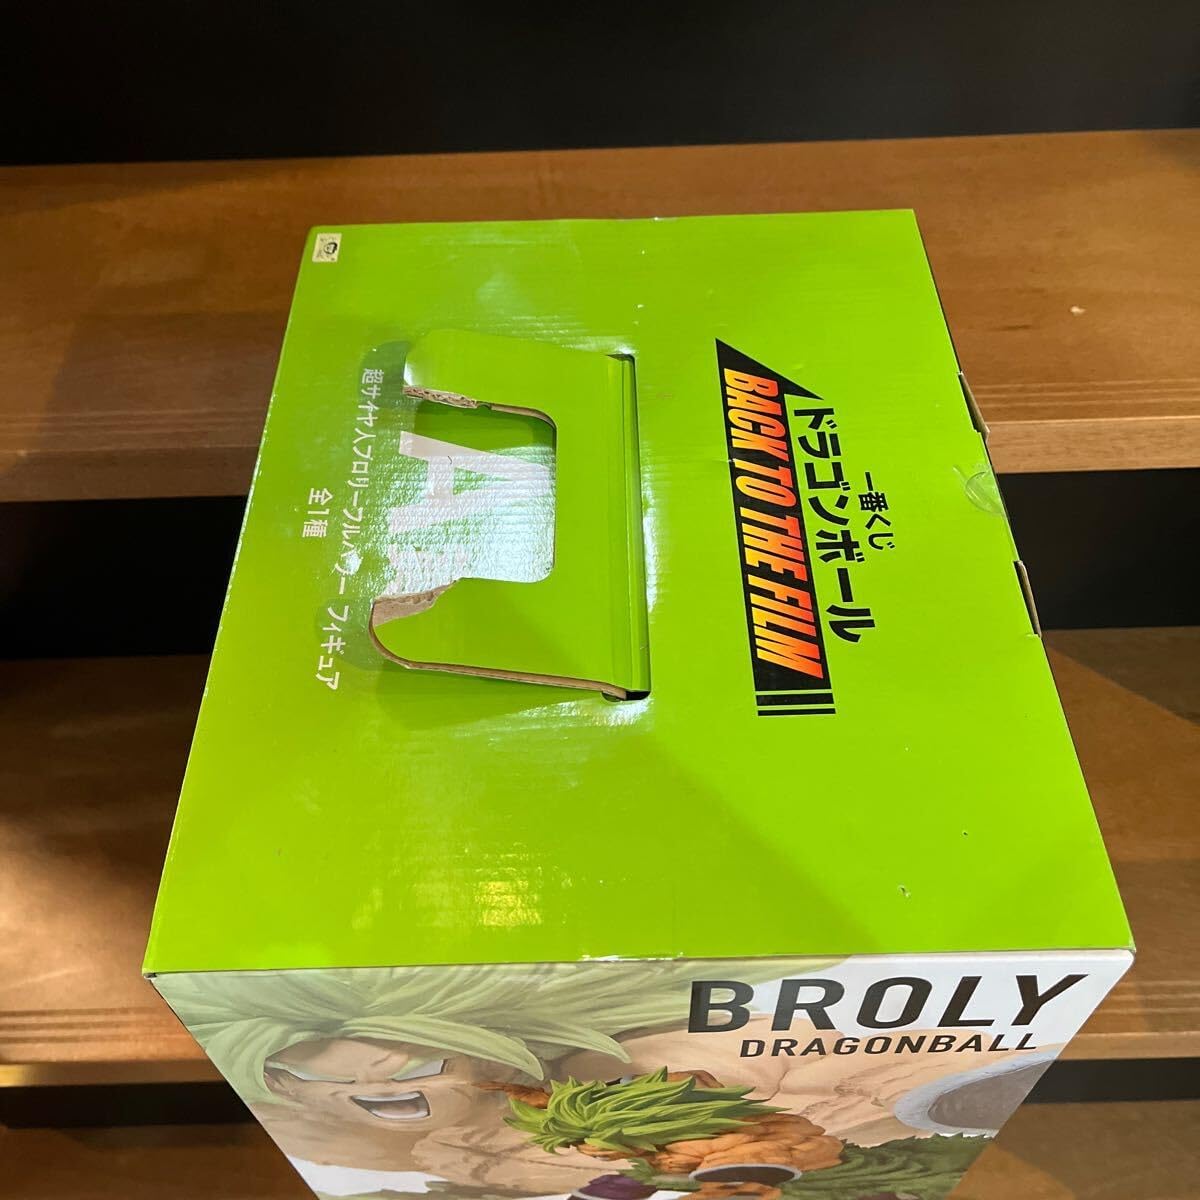 一番くじ
ドラゴンボール
BACK TO THE FILM
A
超サイヤ人ブロリーフルパワー フィギュア
全1種
BROLY
DRAGONBALL